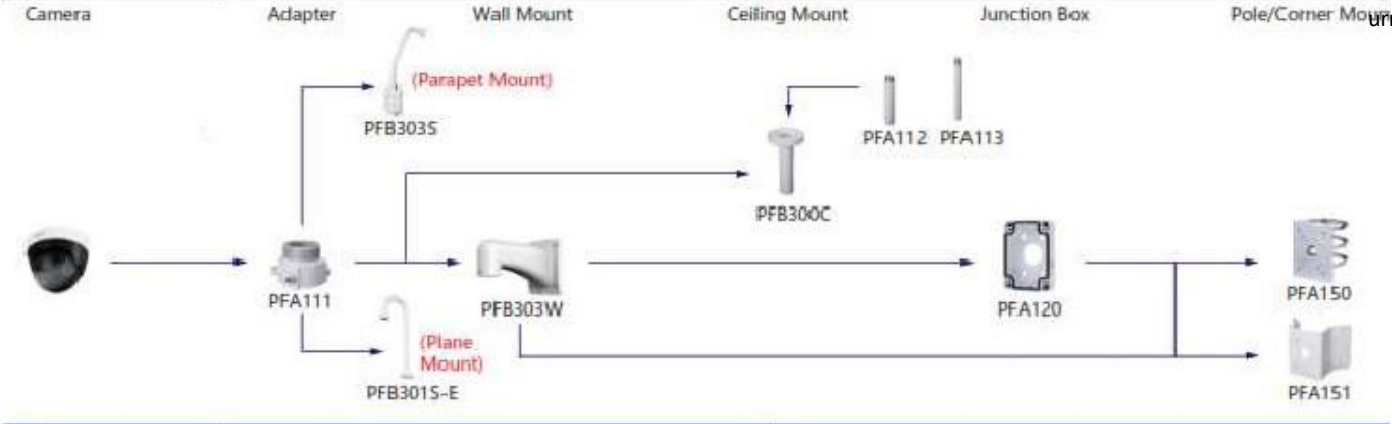 Camera
Adapter
Wall Mount
Ceiling Mount
Junction Box
Pole/Corner Moun
(Parapet Mount)
PFB303S
PFA112
PFA113
PFB300C
PFA111
PFB303W
PFA120
PFA150
(Plane
Mount)
PFB301S-E
PFA151